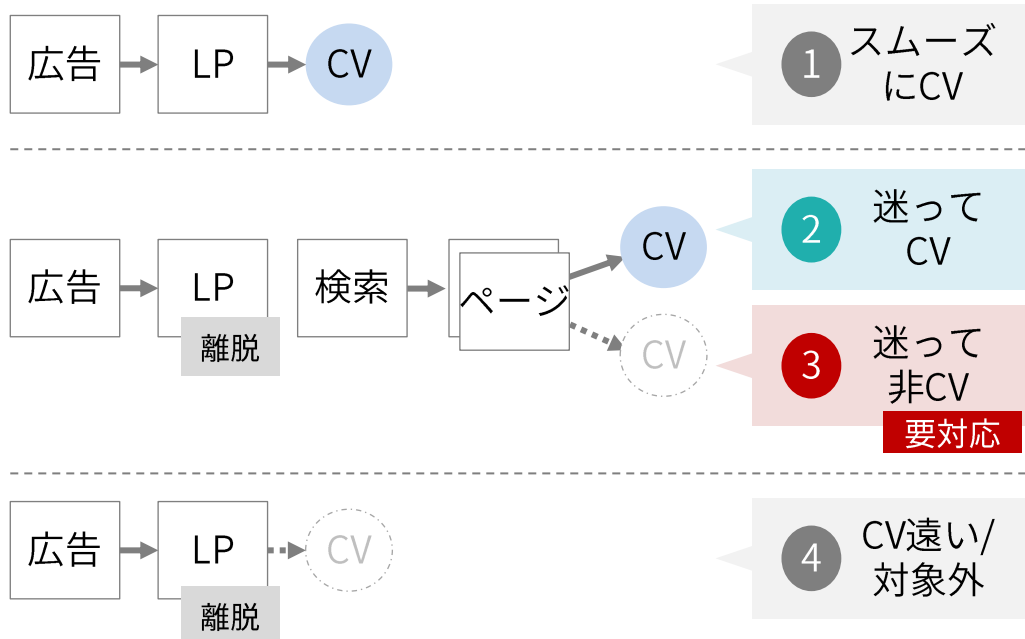 広告
LP
CV
1
スムーズ
にCV
広告
LP
離脱
検索
ページ
CV
CV
2
迷って
CV
3
迷って
非CV
要対応
広告
LP
離脱
CV
4
CV遠い/
対象外